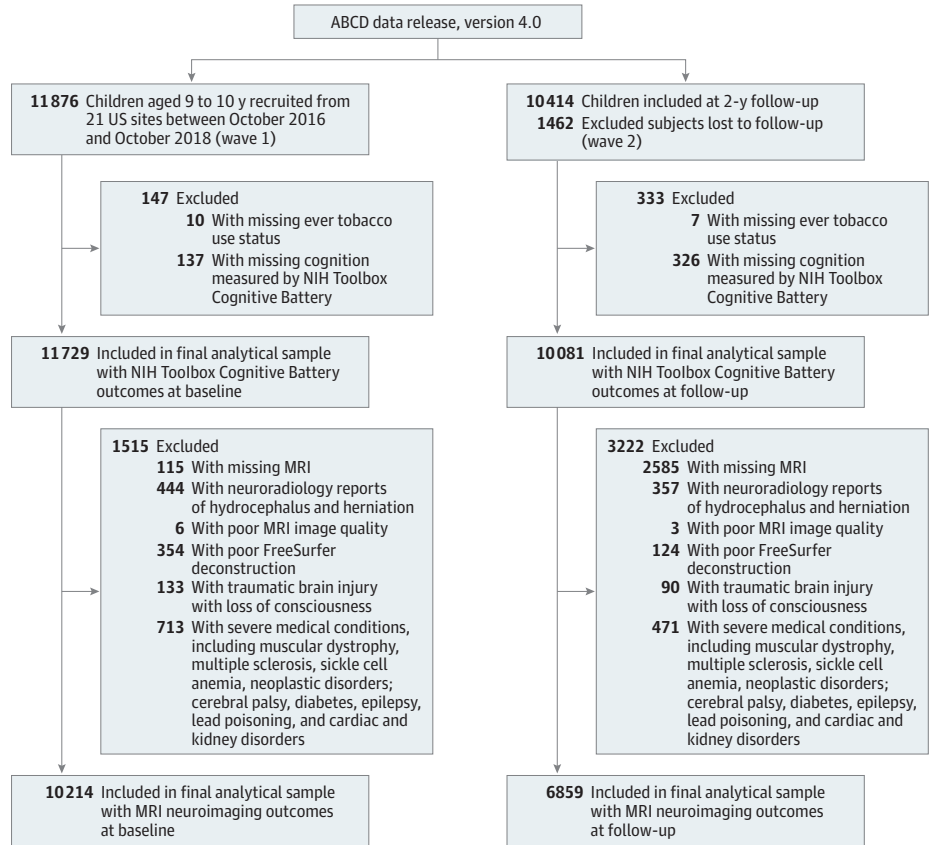 ABCD data release, version 4.0
11876 Children aged 9 to 10 y recruited from
21 US sites between October 2016
and October 2018 (wave 1)
147 Excluded
10 With missing ever tobacco
use status
137 With missing cognition
measured by NIH Toolbox
Cognitive Battery
11729 Included in final analytical sample
with NIH Toolbox Cognitive Battery
outcomes at baseline
1515 Excluded
115 With missing MRI
444 With neuroradiology reports
of hydrocephalus and herniation
6 With poor MRI image quality
354 With poor FreeSurfer
deconstruction
133 With traumatic brain injury
with loss of consciousness
713 With severe medical conditions,
including muscular dystrophy,
multiple sclerosis, sickle cell
anemia, neoplastic disorders;
cerebral palsy, diabetes, epilepsy,
lead poisoning, and cardiac and
kidney disorders
10214 Included in final analytical sample
with MRI neuroimaging outcomes
at baseline
10414 Children included at 2-y follow-up
1462 Excluded subjects lost to follow-up
(wave 2)
333 Excluded
7 With missing ever tobacco
use status
326 With missing cognition
measured by NIH Toolbox
Cognitive Battery
10081 Included in final analytical sample
with NIH Toolbox Cognitive Battery
outcomes at follow-up
3222 Excluded
2585 With missing MRI
357 With neuroradiology reports
of hydrocephalus and herniation
3 With poor MRI image quality
124 With poor FreeSurfer
deconstruction
90 With traumatic brain injury
with loss of consciousness
471 With severe medical conditions,
including muscular dystrophy,
multiple sclerosis, sickle cell
anemia, neoplastic disorders;
cerebral palsy, diabetes, epilepsy,
lead poisoning, and cardiac and
kidney disorders
6859 Included in final analytical sample
with MRI neuroimaging outcomes
at follow-up